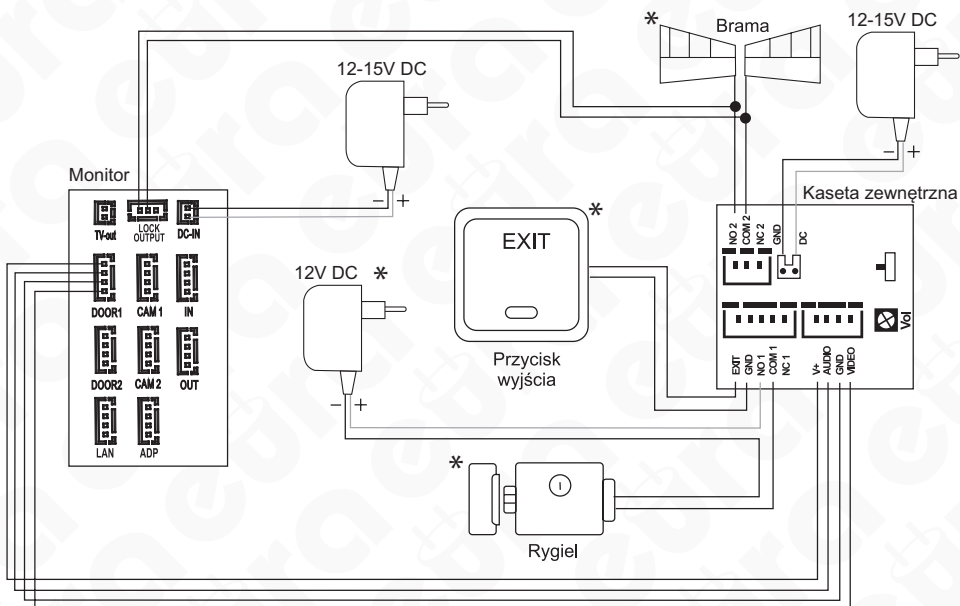 *
Brama
12-15V DC
12-15V DC
Monitor
− +
− +
Kaseta zewnętrzna
TV-out
LOCK
OUTPUT
DC-IN
*
EXIT
NO 2
COM 2
NC 2
GND
DC
12V DC *
DOOR1
CAM 1
IN
Vol
Przycisk
wyjścia
EXIT
GND
NO 1
COM 1
NC 1
V+
AUDIO
GND
VIDEO
DOOR2
CAM 2
OUT
− +
LAN
ADP
*
Rygiel
eura